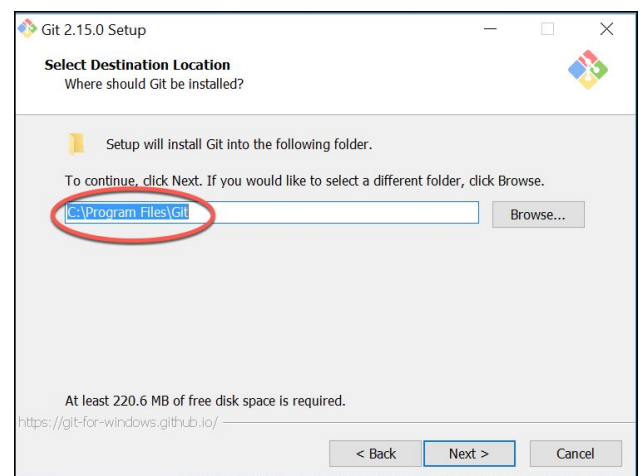 Git 2.15.0 Setup
Select Destination Location
Where should Git be installed?
Setup will install Git into the following folder.
To continue, click Next. If you would like to select a different folder, click Browse.
C:\Program Files\Git
Browse...
At least 220.6 MB of free disk space is required.
https://git-for-windows.github.io/
< Back
Next >
Cancel